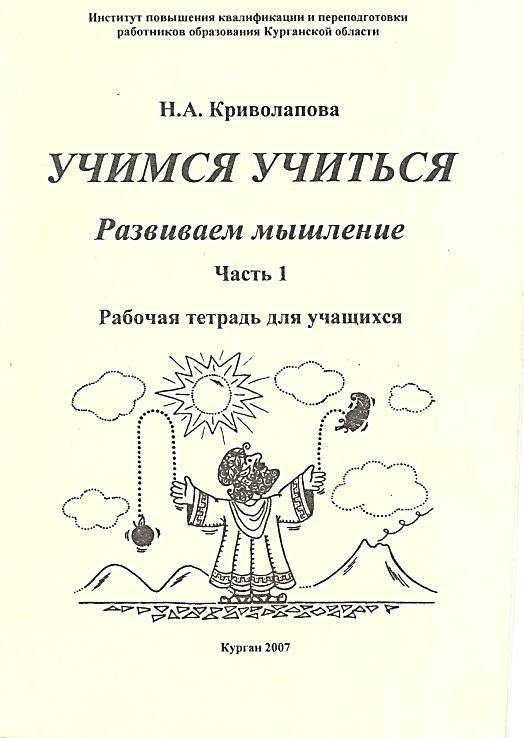 Институт повышения квалификации и переподготовки
работников образования Курганской области
Н.А. Криволапова
УЧИМСЯ УЧИТЬСЯ
Развиваем мышление
Часть 1
Рабочая тетрадь для учащихся
Курган 2007